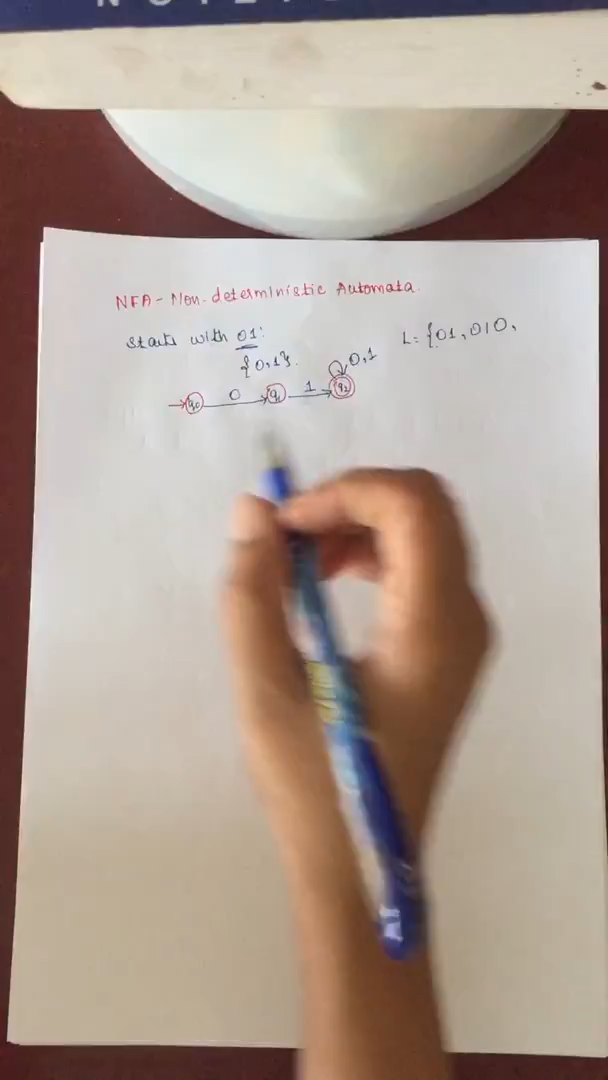 NFA - Non-deterministic Automata.
starts with 01:
{0,1}.
L = {01, 010,
0,1
q0 0 q1 1 q2